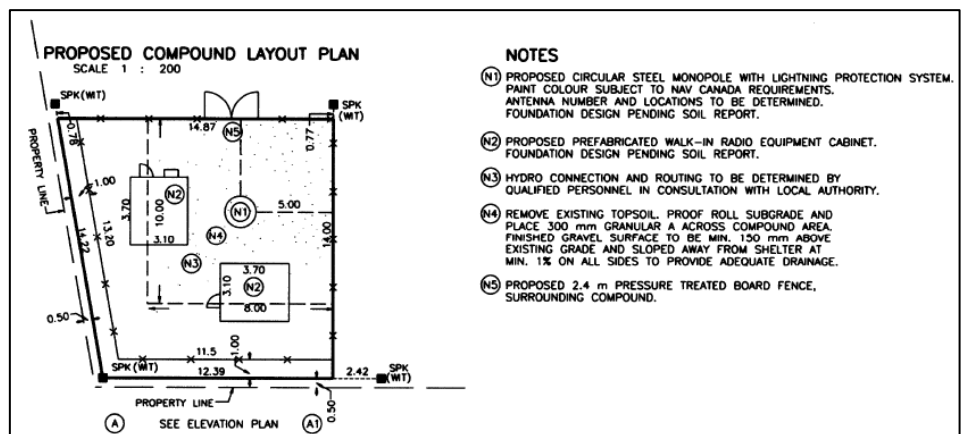 PROPOSED COMPOUND LAYOUT PLAN
SCALE 1 : 200
SPK(WIT)
SPK
(WIT)
0.78
14.87
N5
0.77
PROPERTY LINE
1.00
3.70
10.00
N2
3.10
N1
5.00
14.00
13.20
14.22
N4
N3
3.70
3.10
N2
8.00
0.50
11.5
1.00
SPK(WIT)
12.39
2.42
SPK
(WIT)
PROPERTY LINE
0.50
A SEE ELEVATION PLAN A1
NOTES
N1 PROPOSED CIRCULAR STEEL MONOPOLE WITH LIGHTNING PROTECTION SYSTEM.
PAINT COLOUR SUBJECT TO NAV CANADA REQUIREMENTS.
ANTENNA NUMBER AND LOCATIONS TO BE DETERMINED.
FOUNDATION DESIGN PENDING SOIL REPORT.
N2 PROPOSED PREFABRICATED WALK-IN RADIO EQUIPMENT CABINET.
FOUNDATION DESIGN PENDING SOIL REPORT.
N3 HYDRO CONNECTION AND ROUTING TO BE DETERMINED BY
QUALIFIED PERSONNEL IN CONSULTATION WITH LOCAL AUTHORITY.
N4 REMOVE EXISTING TOPSOIL. PROOF ROLL SUBGRADE AND
PLACE 300 mm GRANULAR A ACROSS COMPOUND AREA.
FINISHED GRAVEL SURFACE TO BE MIN. 150 mm ABOVE
EXISTING GRADE AND SLOPED AWAY FROM SHELTER AT
MIN. 1% ON ALL SIDES TO PROVIDE ADEQUATE DRAINAGE.
N5 PROPOSED 2.4 m PRESSURE TREATED BOARD FENCE,
SURROUNDING COMPOUND.